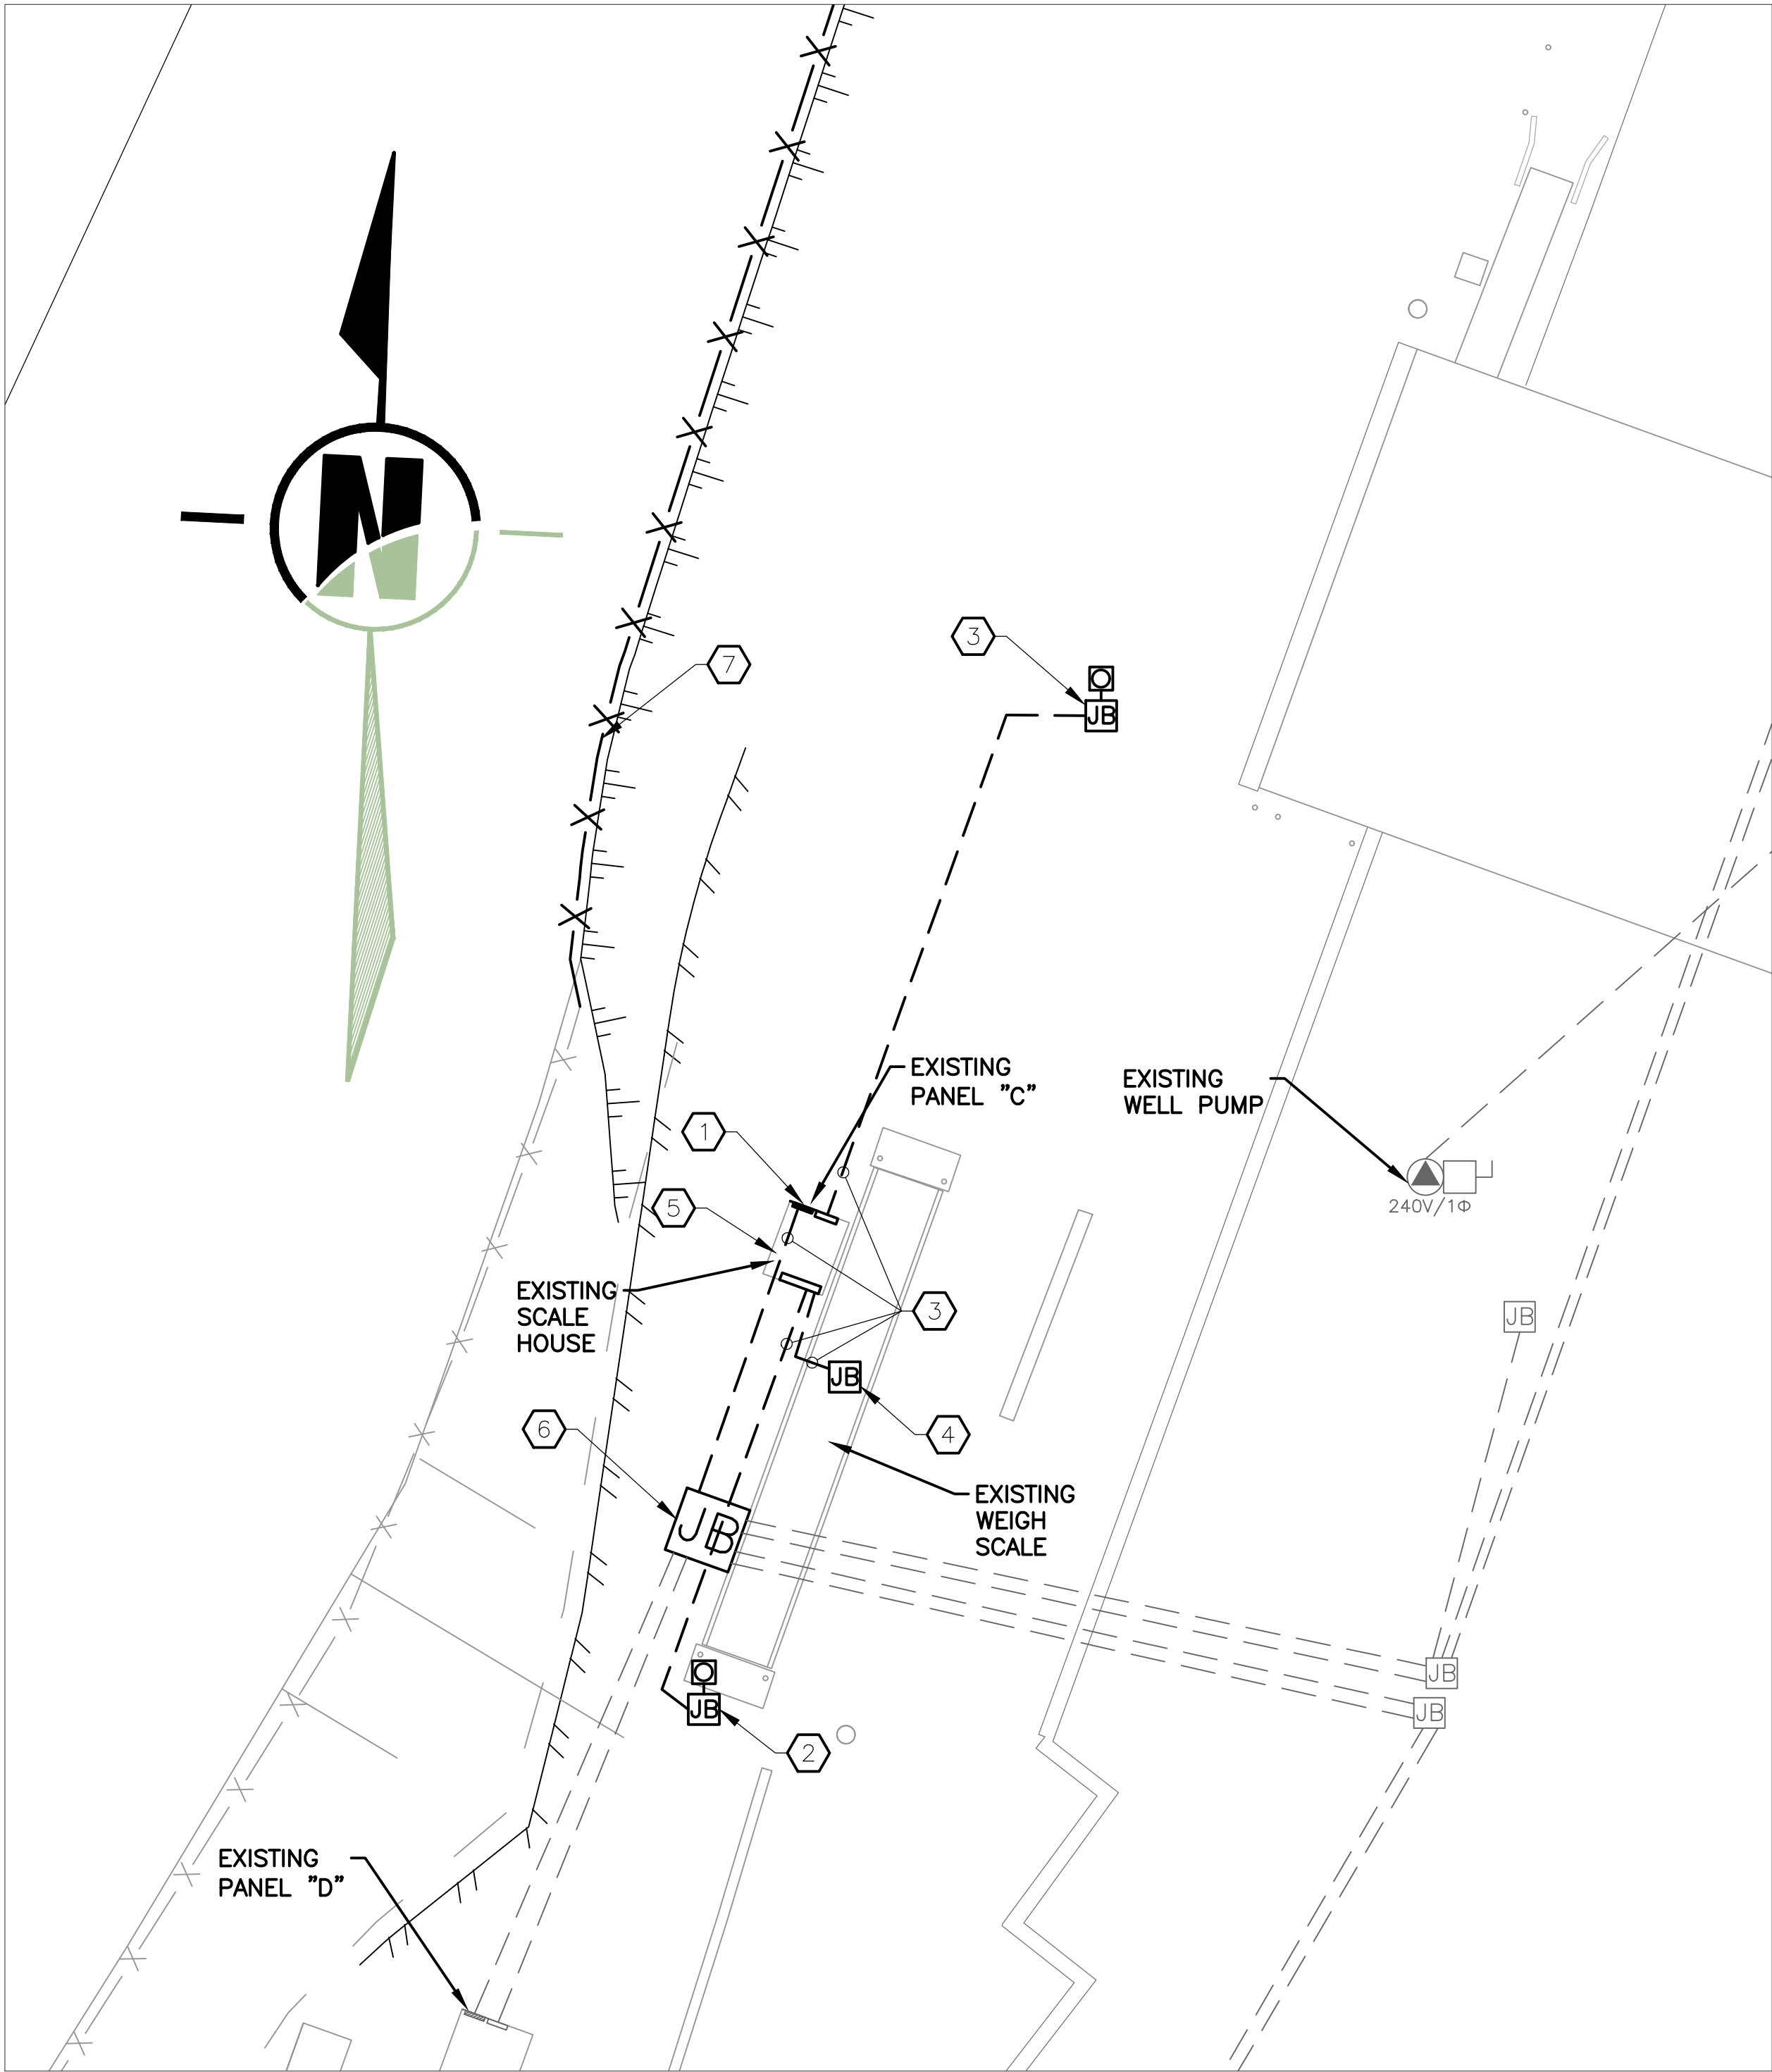 N
7
3
JB
EXISTING
PANEL "C"
EXISTING
WELL PUMP
1
5
240V/1Φ
EXISTING
SCALE
HOUSE
3
JB
JB
6
4
EXISTING
WEIGH
SCALE
JB
JB
JB
JB
2
EXISTING
PANEL "D"